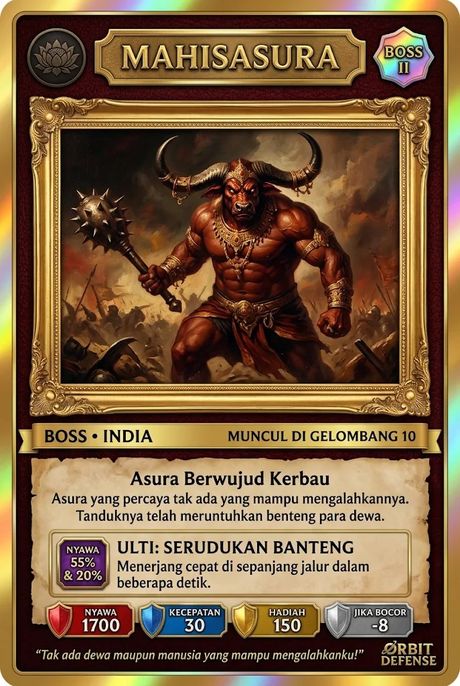 MAHISASURA
BOSS
II
BOSS • INDIA
MUNCUL DI GELOMBANG 10
Asura Berwujud Kerbau
Asura yang percaya tak ada yang mampu mengalahkannya.
Tanduknya telah meruntuhkan benteng para dewa.
NYAWA
55%
& 20%
ULTI: SERUDUKAN BANTENG
Menerjang cepat di sepanjang jalur dalam
beberapa detik.
NYAWA
1700
KECEPATAN
30
HADIAH
150
JIKA BOCOR
-8
“Tak ada dewa maupun manusia yang mampu mengalahkanku!”
ORBIT
DEFENSE